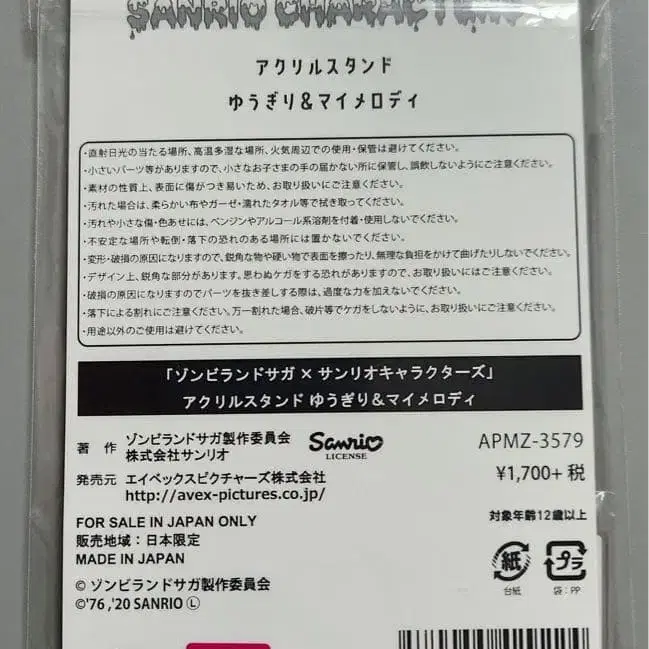 SANRIO CHARACTERS
アクリルスタンド
ゆうぎり&マイメロディ
・直射日光の当たる場所、高温多湿な場所、火気周辺での使用・保管は避けてください。
・小さいパーツ等がありますので、小さなお子さまの手の届かない所に保管し、誤飲しないようにご注意ください。
・素材の性質上、表面に傷がつき易いため、お取り扱いにご注意ください。
・汚れた場合は、柔らかい布やガーゼ・濡れたタオル等で拭き取ってください。
・汚れや小さな傷・色あせには、ベンジンやアルコール系溶剤を付着・使用しないでください。
・不安定な場所や転倒・落下の恐れのある場所には置かないでください。
・変形・破損の原因になりますので、鋭角な物や硬い物で表面を擦ったり、無理な負担をかけて曲げたりしないでください。
・デザイン上、鋭角な部分があります。思わぬケガをする恐れがありますので、お取り扱いにはご注意ください。
・破損の原因になりますのでパーツを抜き差しする際は、過度な力を加えないでください。
・落下による割れにご注意ください。万一割れた場合、破片等でケガをしないように、お取り扱いにご注意ください。
・用途以外のご使用は避けてください。
「ゾンビランドサガ × サンリオキャラクターズ」
アクリルスタンド ゆうぎり&マイメロディ
著 作 ゾンビランドサガ製作委員会
株式会社サンリオ
Sanrio
LICENSE
APMZ-3579
¥1,700+ 税
発売元 エイベックスピクチャーズ株式会社
http://avex-pictures.co.jp/
対象年齢12歳以上
FOR SALE IN JAPAN ONLY
販売地域:日本限定
MADE IN JAPAN
紙
台紙
プラ
袋:PP
© ゾンビランドサガ製作委員会
©'76 ,'20 SANRIO Ⓛ